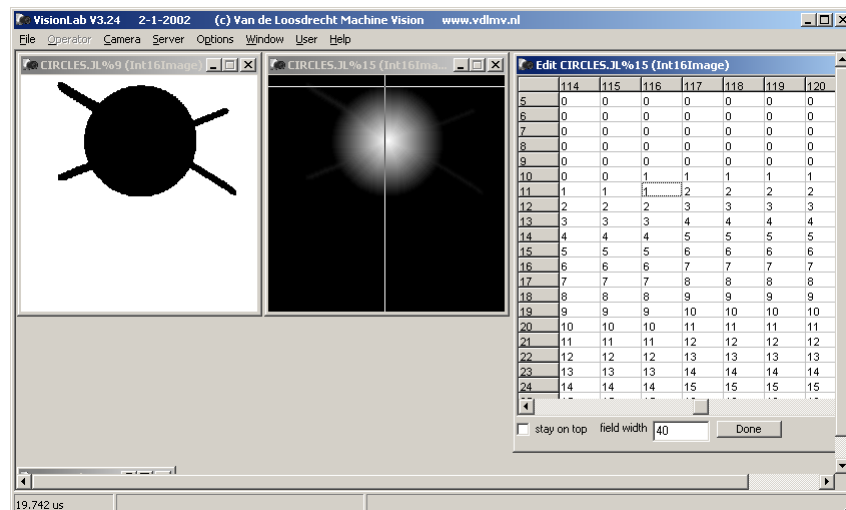 VisionLab V3.24 2-1-2002 (c) Van de Loosdrecht Machine Vision www.vdlmv.nl
File Operator Camera Server Options Window User Help
CIRCLES.JL%9 (Int16Image)
CIRCLES.JL%15 (Int16Ima...
Edit CIRCLES.JL%15 (Int16Image)
114 115 116 117 118 119 120
5 0 0 0 0 0 0 0
6 0 0 0 0 0 0 0
7 0 0 0 0 0 0 0
8 0 0 0 0 0 0 0
9 0 0 0 0 0 0 0
10 0 0 1 1 1 1 1
11 1 1 1 2 2 2 2
12 2 2 2 3 3 3 3
13 3 3 3 4 4 4 4
14 4 4 4 5 5 5 5
15 5 5 5 6 6 6 6
16 6 6 6 7 7 7 7
17 7 7 7 8 8 8 8
18 8 8 8 9 9 9 9
19 9 9 9 10 10 10 10
20 10 10 10 11 11 11 11
21 11 11 11 12 12 12 12
22 12 12 12 13 13 13 13
23 13 13 13 14 14 14 14
24 14 14 14 15 15 15 15
stay on top field width 40 Done
19.742 us